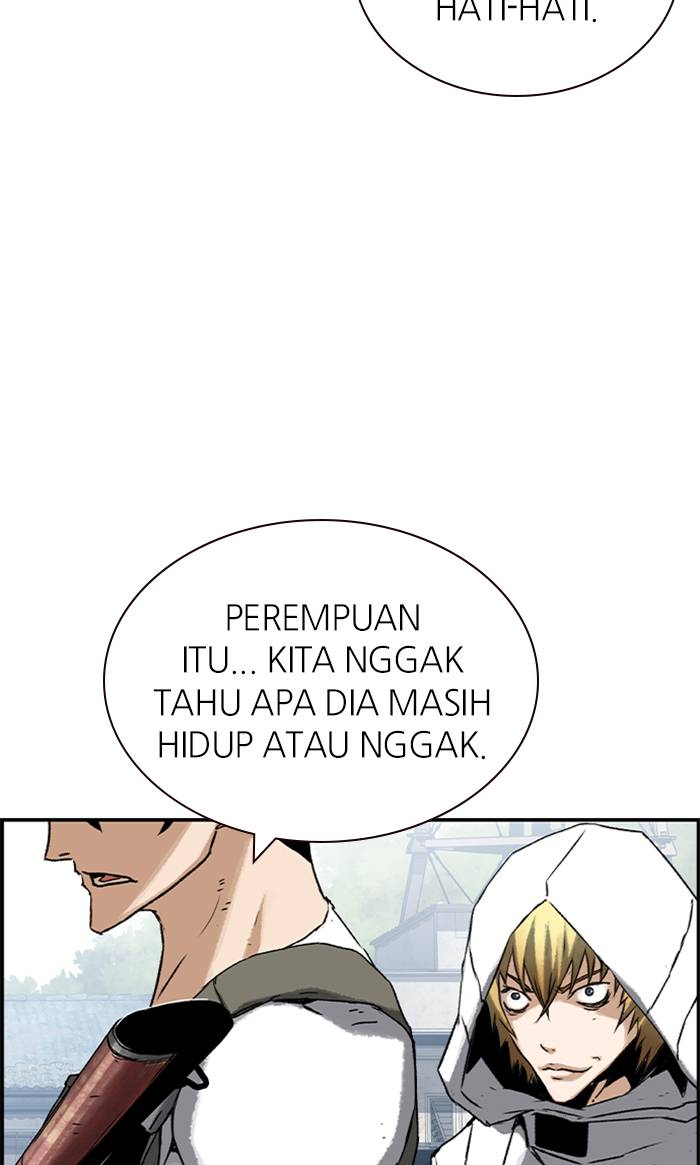 HATI-HATI.
PEREMPUAN
ITU... KITA NGGAK
TAHU APA DIA MASIH
HIDUP ATAU NGGAK.